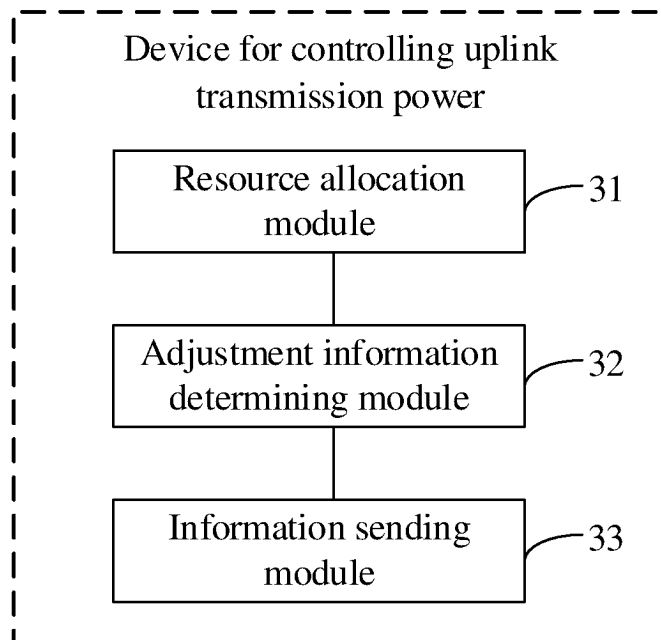 Device for controlling uplink
transmission power
Resource allocation
module
31
Adjustment information
determining module
32
Information sending
module
33